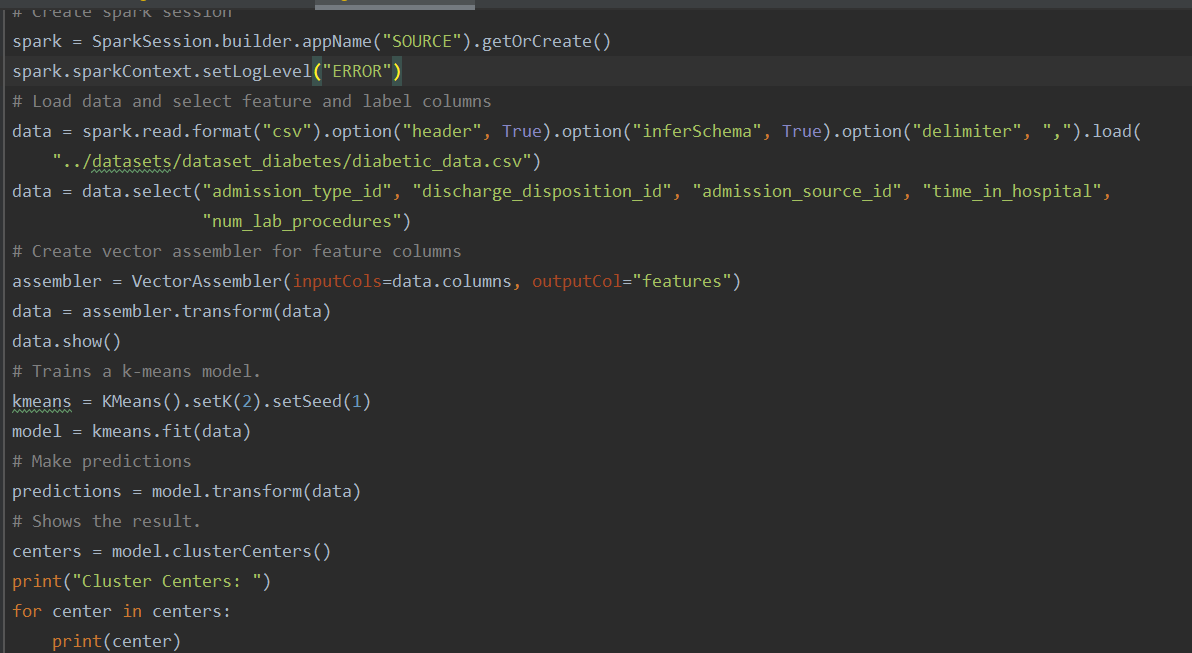 # Create spark session
spark = SparkSession.builder.appName("SOURCE").getOrCreate()
spark.sparkContext.setLogLevel("ERROR")
# Load data and select feature and label columns
data = spark.read.format("csv").option("header", True).option("inferSchema", True).option("delimiter", ",").load(
    "../datasets/dataset_diabetes/diabetic_data.csv")
data = data.select("admission_type_id", "discharge_disposition_id", "admission_source_id", "time_in_hospital",
                   "num_lab_procedures")
# Create vector assembler for feature columns
assembler = VectorAssembler(inputCols=data.columns, outputCol="features")
data = assembler.transform(data)
data.show()
# Trains a k-means model.
kmeans = KMeans().setK(2).setSeed(1)
model = kmeans.fit(data)
# Make predictions
predictions = model.transform(data)
# Shows the result.
centers = model.clusterCenters()
print("Cluster Centers: ")
for center in centers:
    print(center)